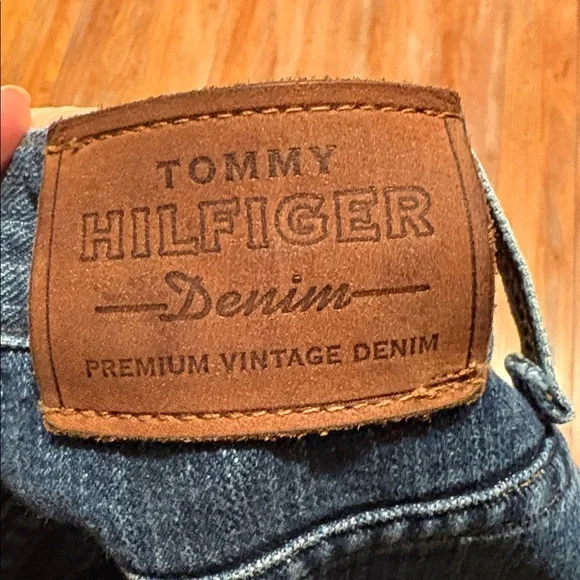 TOMMY
HILFIGER
Denim
PREMIUM VINTAGE DENIM